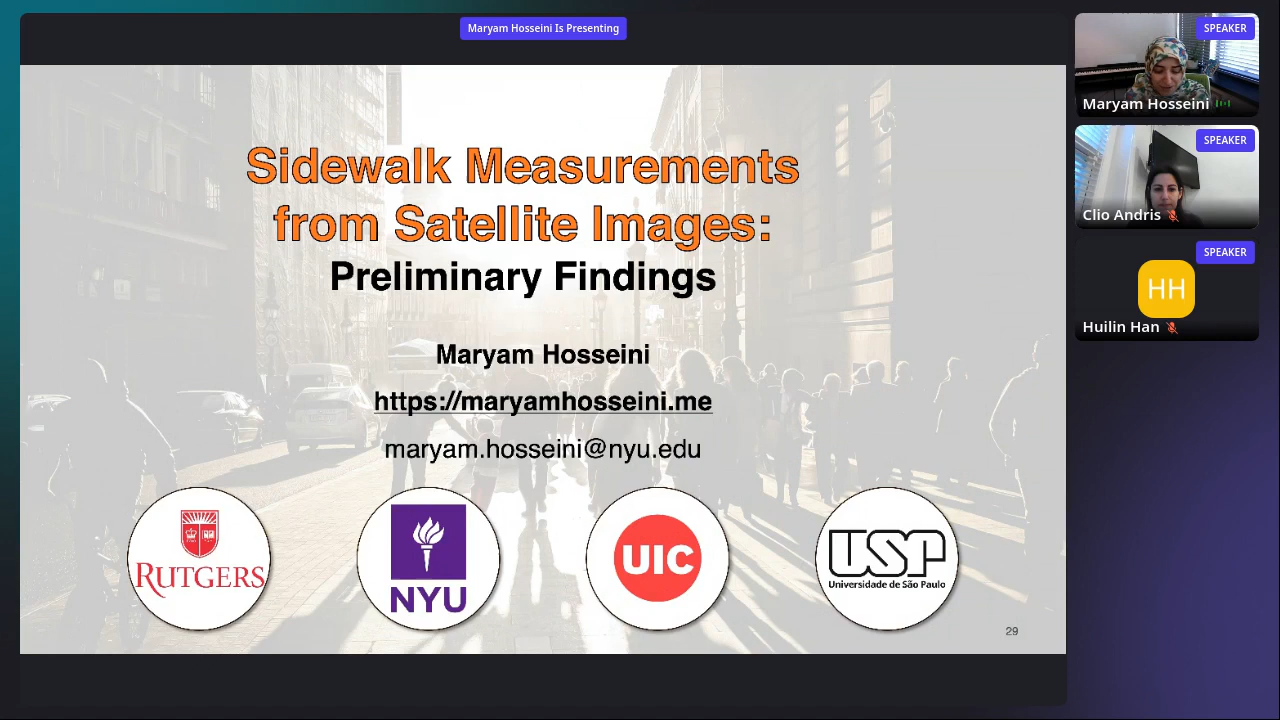 Maryam Hosseini Is Presenting
Sidewalk Measurements
from Satellite Images:
Preliminary Findings
Maryam Hosseini
https://maryamhosseini.me
maryam.hosseini@nyu.edu
RUTGERS
NYU
UIC
USP
Universidade de São Paulo
29
SPEAKER
Maryam Hosseini
SPEAKER
Clio Andris
SPEAKER
HH
Huilin Han